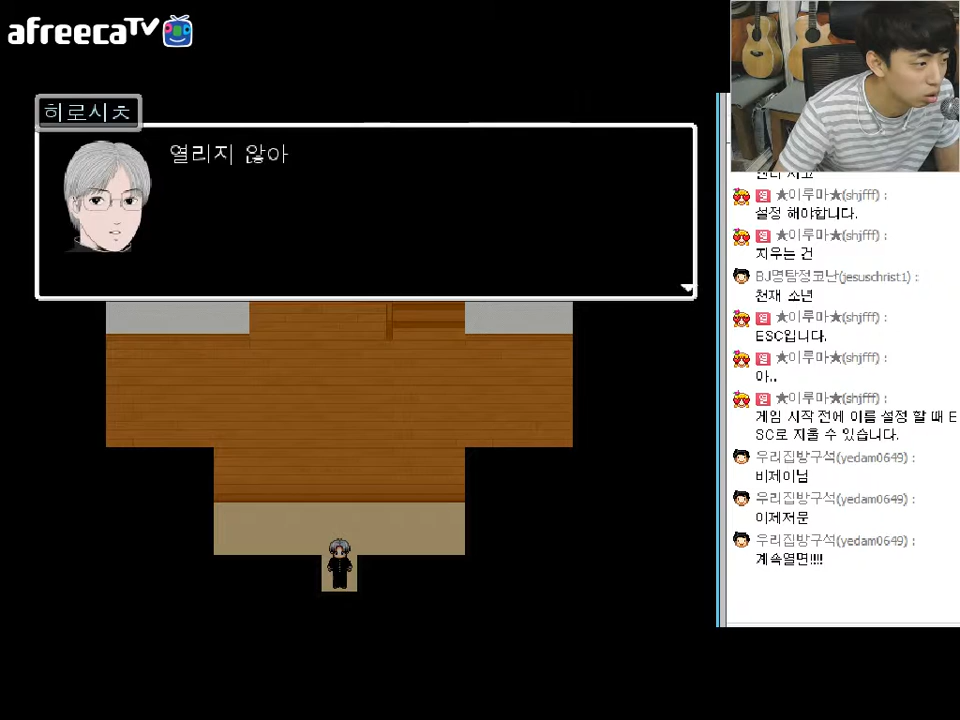 afreecaTV
히로시ㅊ
열리지 않아
열 ★이루마★(shjfff) :
설정 해야합니다.
열 ★이루마★(shjfff) :
지우는 건
BJ명탐정코난(jesuschrist1) :
천재 소년
열 ★이루마★(shjfff) :
ESC입니다.
열 ★이루마★(shjfff) :
아..
열 ★이루마★(shjfff) :
게임 시작 전에 이름 설정 할 때 E
SC로 지울 수 있습니다.
우리집방구석(yedam0649) :
비제이님
우리집방구석(yedam0649) :
이제저문
우리집방구석(yedam0649) :
계속열면!!!!